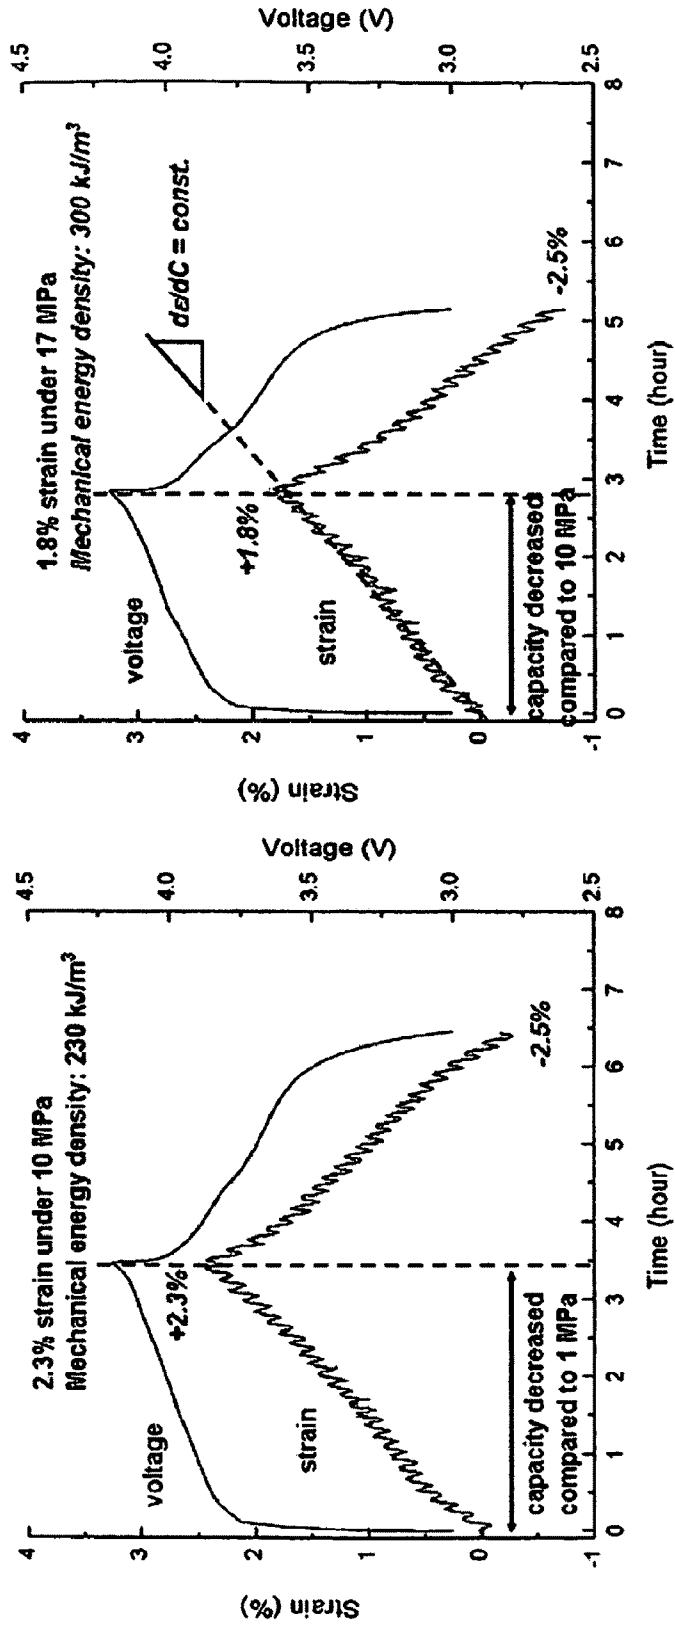 2.3% strain under 10 MPa
Mechanical energy density: 230 kJ/m³
4
3
2
1
0
-1
Strain (%)
4.5
4.0
3.5
3.0
2.5
Voltage (V)
voltage
+2.3%
strain
-2.5%
capacity decreased
compared to 1 MPa
0 1 2 3 4 5 6 7 8
Time (hour)
1.8% strain under 17 MPa
Mechanical energy density: 300 kJ/m³
4
3
2
1
0
-1
Strain (%)
4.5
4.0
3.5
3.0
2.5
Voltage (V)
voltage
dε/dC = const.
+1.8%
strain
-2.5%
capacity decreased
compared to 10 MPa
0 1 2 3 4 5 6 7 8
Time (hour)